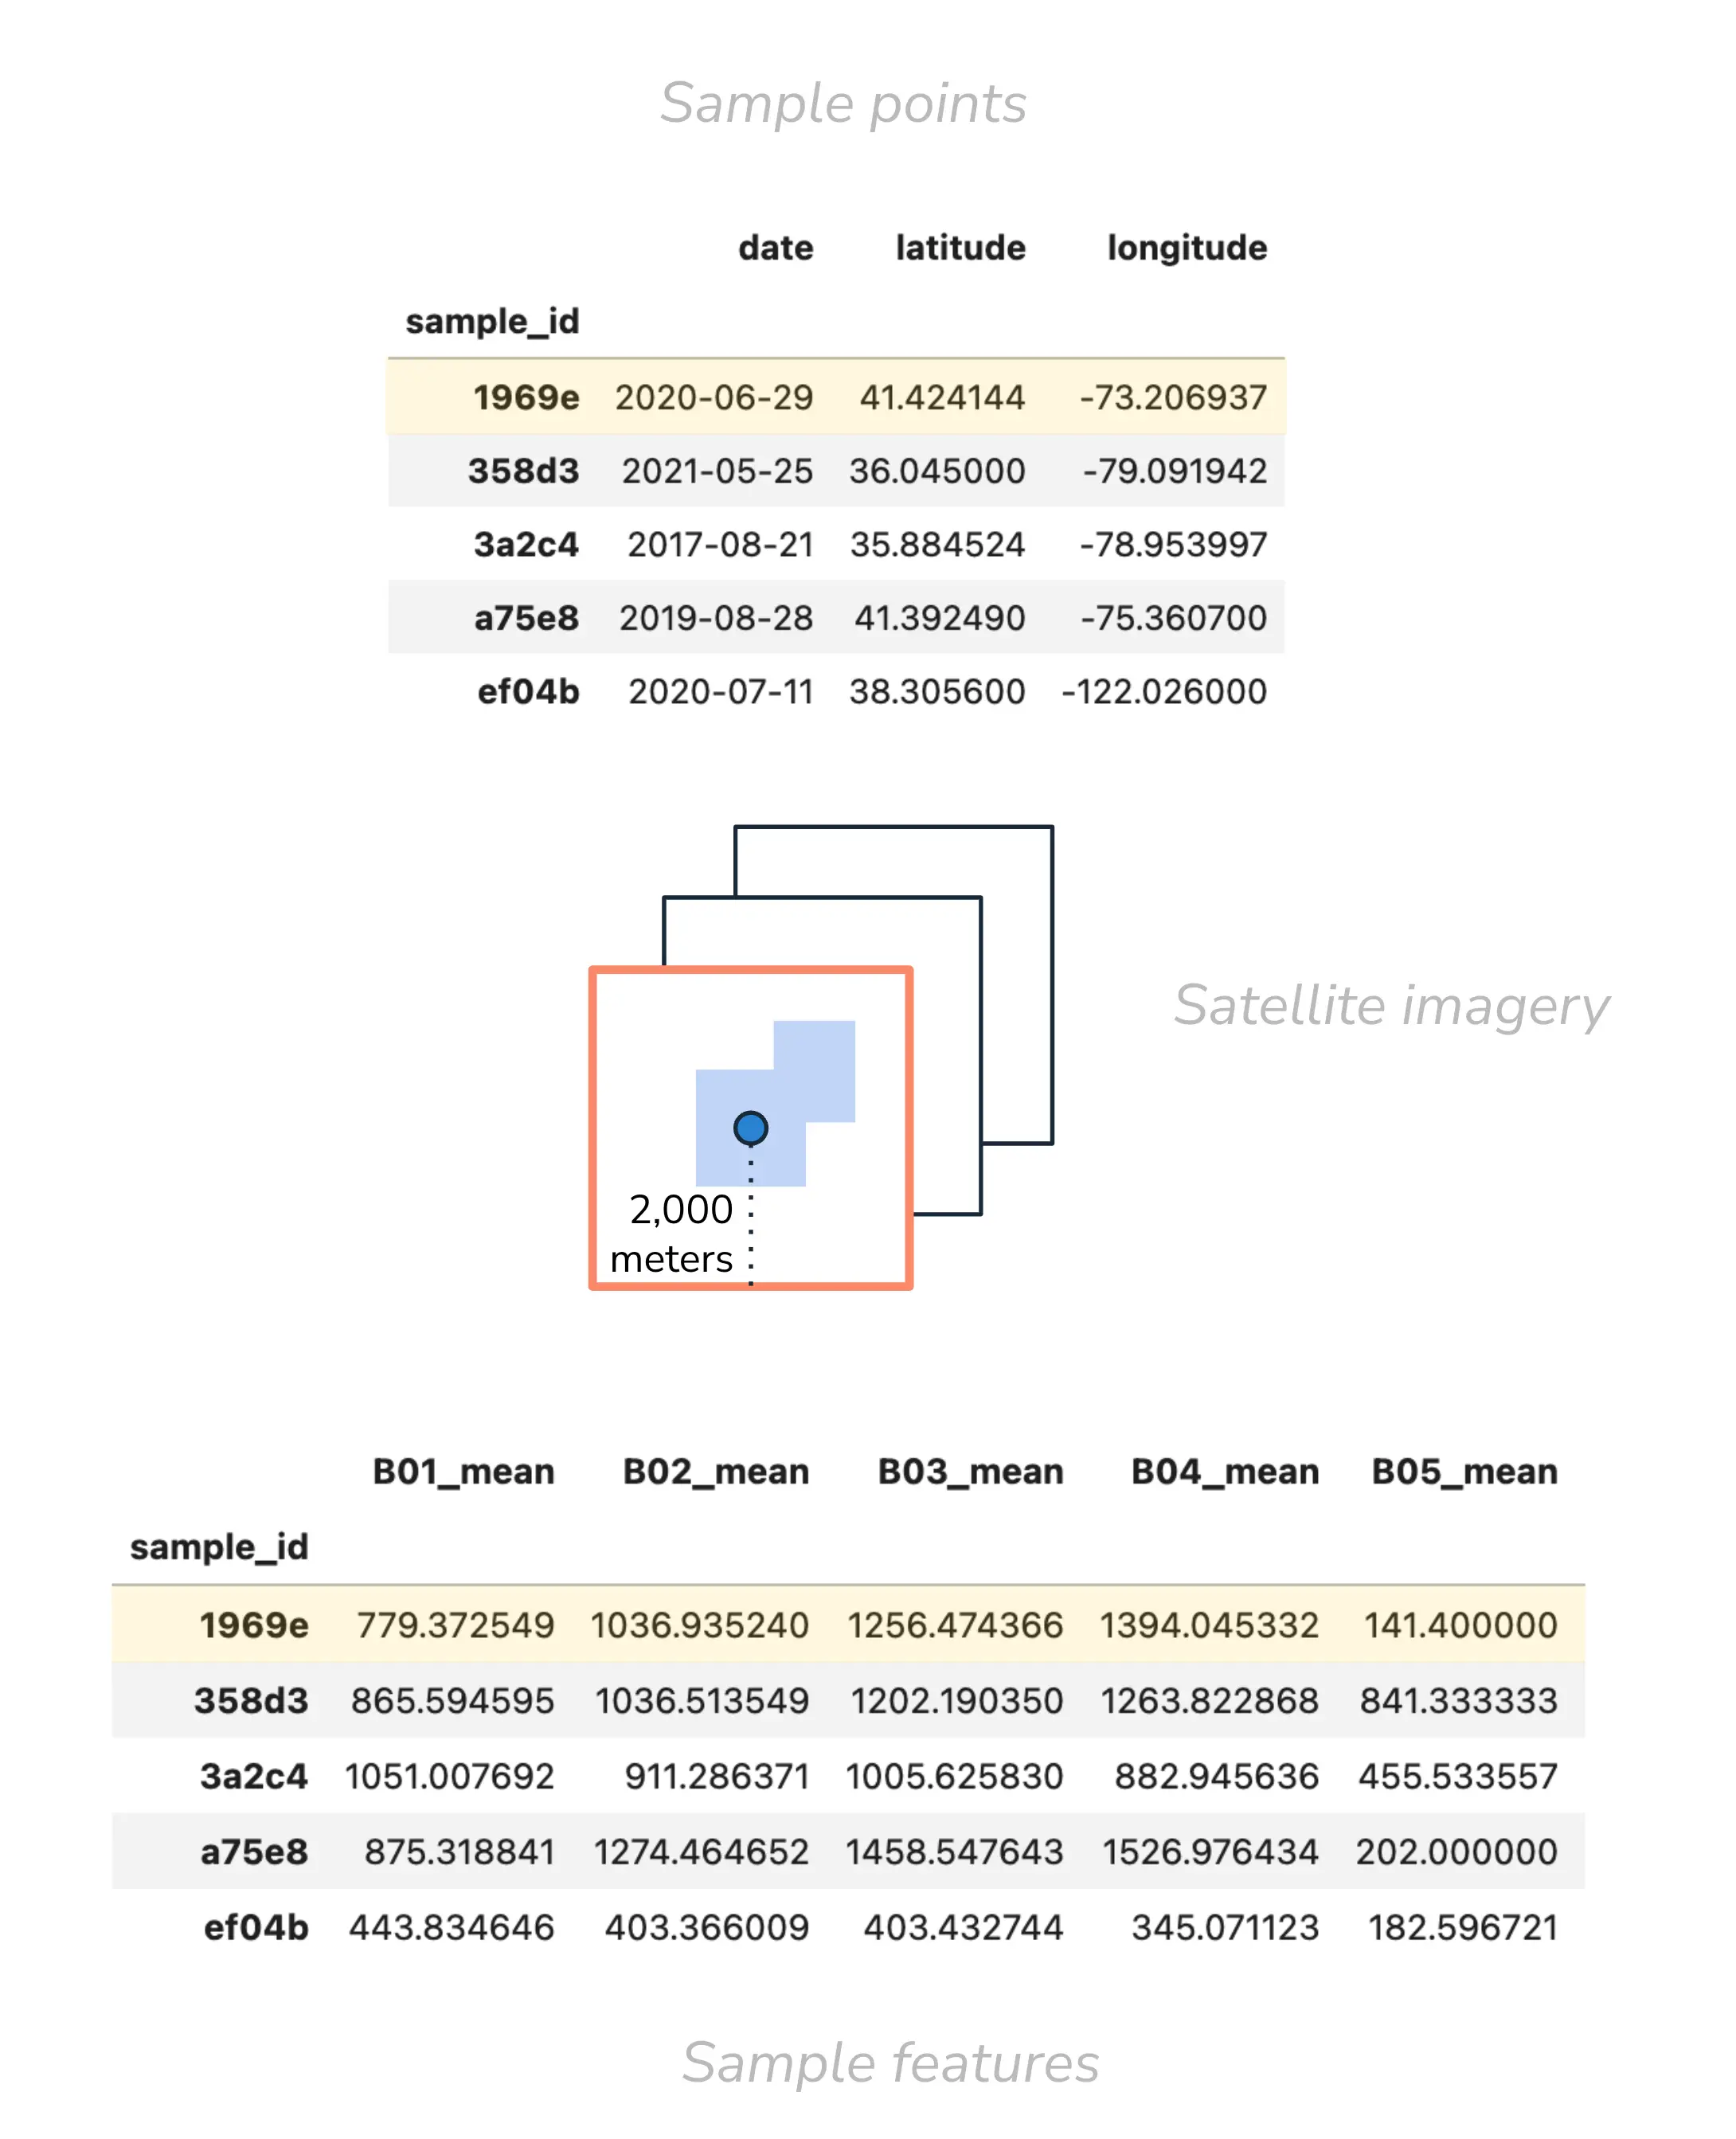 Sample points
date latitude longitude
sample_id
1969e 2020-06-29 41.424144 -73.206937
358d3 2021-05-25 36.045000 -79.091942
3a2c4 2017-08-21 35.884524 -78.953997
a75e8 2019-08-28 41.392490 -75.360700
ef04b 2020-07-11 38.305600 -122.026000
Satellite imagery
2,000
meters
B01_mean B02_mean B03_mean B04_mean B05_mean
sample_id
1969e 779.372549 1036.935240 1256.474366 1394.045332 141.400000
358d3 865.594595 1036.513549 1202.190350 1263.822868 841.333333
3a2c4 1051.007692 911.286371 1005.625830 882.945636 455.533557
a75e8 875.318841 1274.464652 1458.547643 1526.976434 202.000000
ef04b 443.834646 403.366009 403.432744 345.071123 182.596721
Sample features